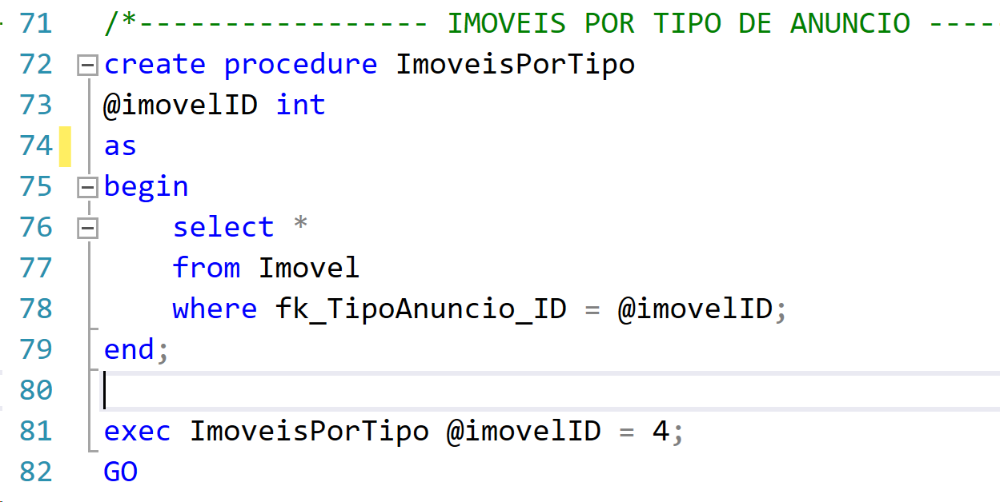 71 /*----------------- IMOVEIS POR TIPO DE ANUNCIO ----
72 create procedure ImoveisPorTipo
73 @imovelID int
74 as
75 begin
76     select *
77     from Imovel
78     where fk_TipoAnuncio_ID = @imovelID;
79 end;
80
81 exec ImoveisPorTipo @imovelID = 4;
82 GO